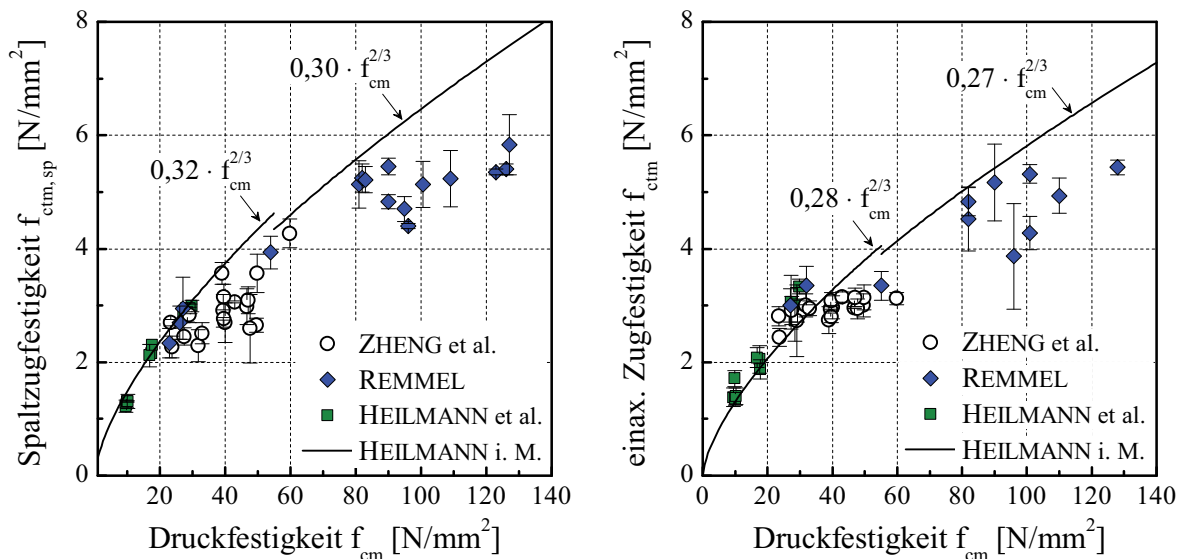 8
6
4
2
0
20
40
60
80
100
120
140
Spaltzugfestigkeit f_ctm, sp [N/mm²]
Druckfestigkeit f_cm [N/mm²]
0,30 · f_cm^2/3
0,32 · f_cm^2/3
ZHENG et al.
REMMEL
HEILMANN et al.
HEILMANN i. M.
8
6
4
2
0
0
20
40
60
80
100
120
140
einax. Zugfestigkeit f_ctm [N/mm²]
Druckfestigkeit f_cm [N/mm²]
0,27 · f_cm^2/3
0,28 · f_cm^2/3
ZHENG et al.
REMMEL
HEILMANN et al.
HEILMANN i. M.